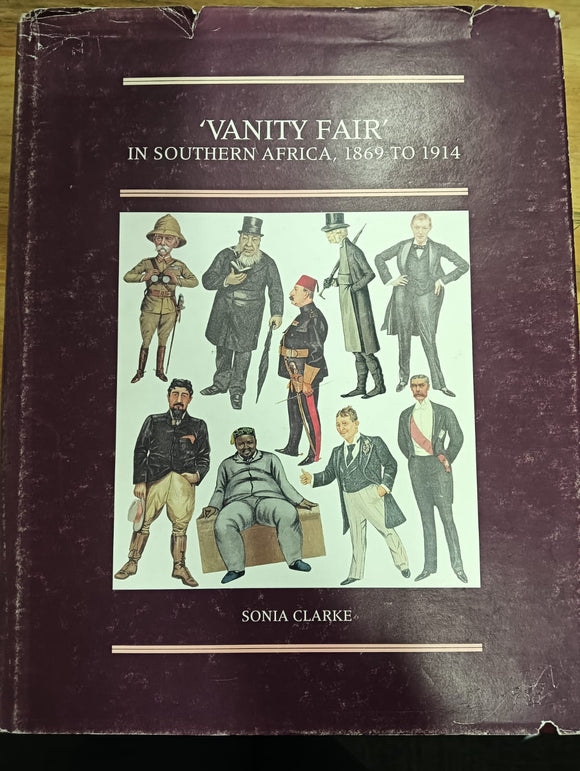 'VANITY FAIR'
IN SOUTHERN AFRICA, 1869 TO 1914
SONIA CLARKE